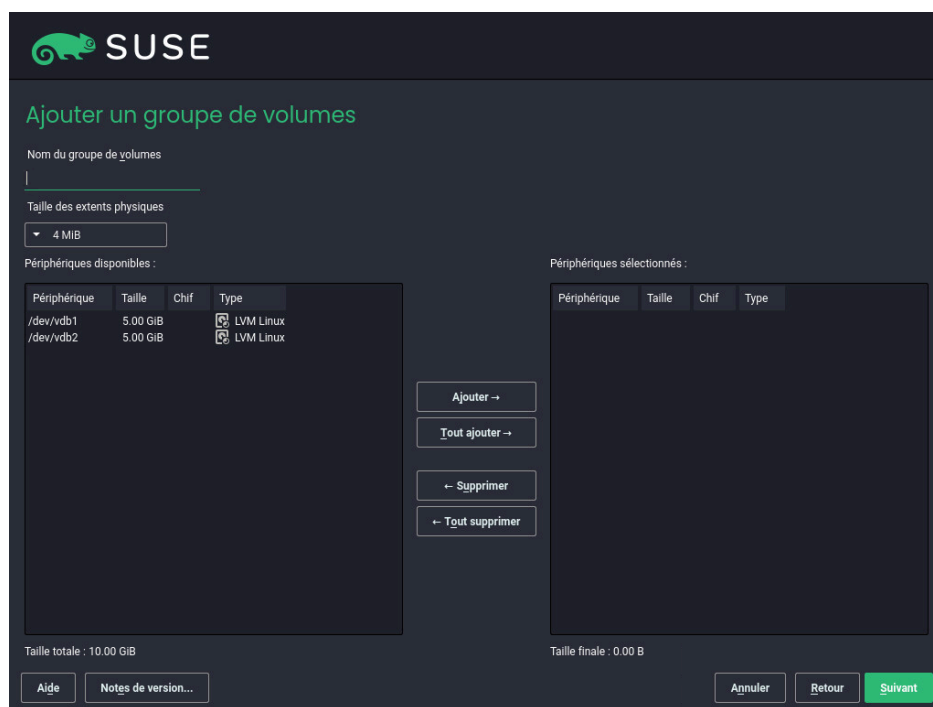 SUSE
Ajouter un groupe de volumes
Nom du groupe de volumes
Taille des extents physiques
4 MiB
Périphériques disponibles :
Périphériques sélectionnés :
Périphérique Taille Chif Type
Périphérique Taille Chif Type
/dev/vdb1 5.00 GiB LVM Linux
/dev/vdb2 5.00 GiB LVM Linux
Ajouter →
Tout ajouter →
← Supprimer
← Tout supprimer
Taille totale : 10.00 GiB
Taille finale : 0.00 B
Aide Notes de version... Annuler Retour Suivant